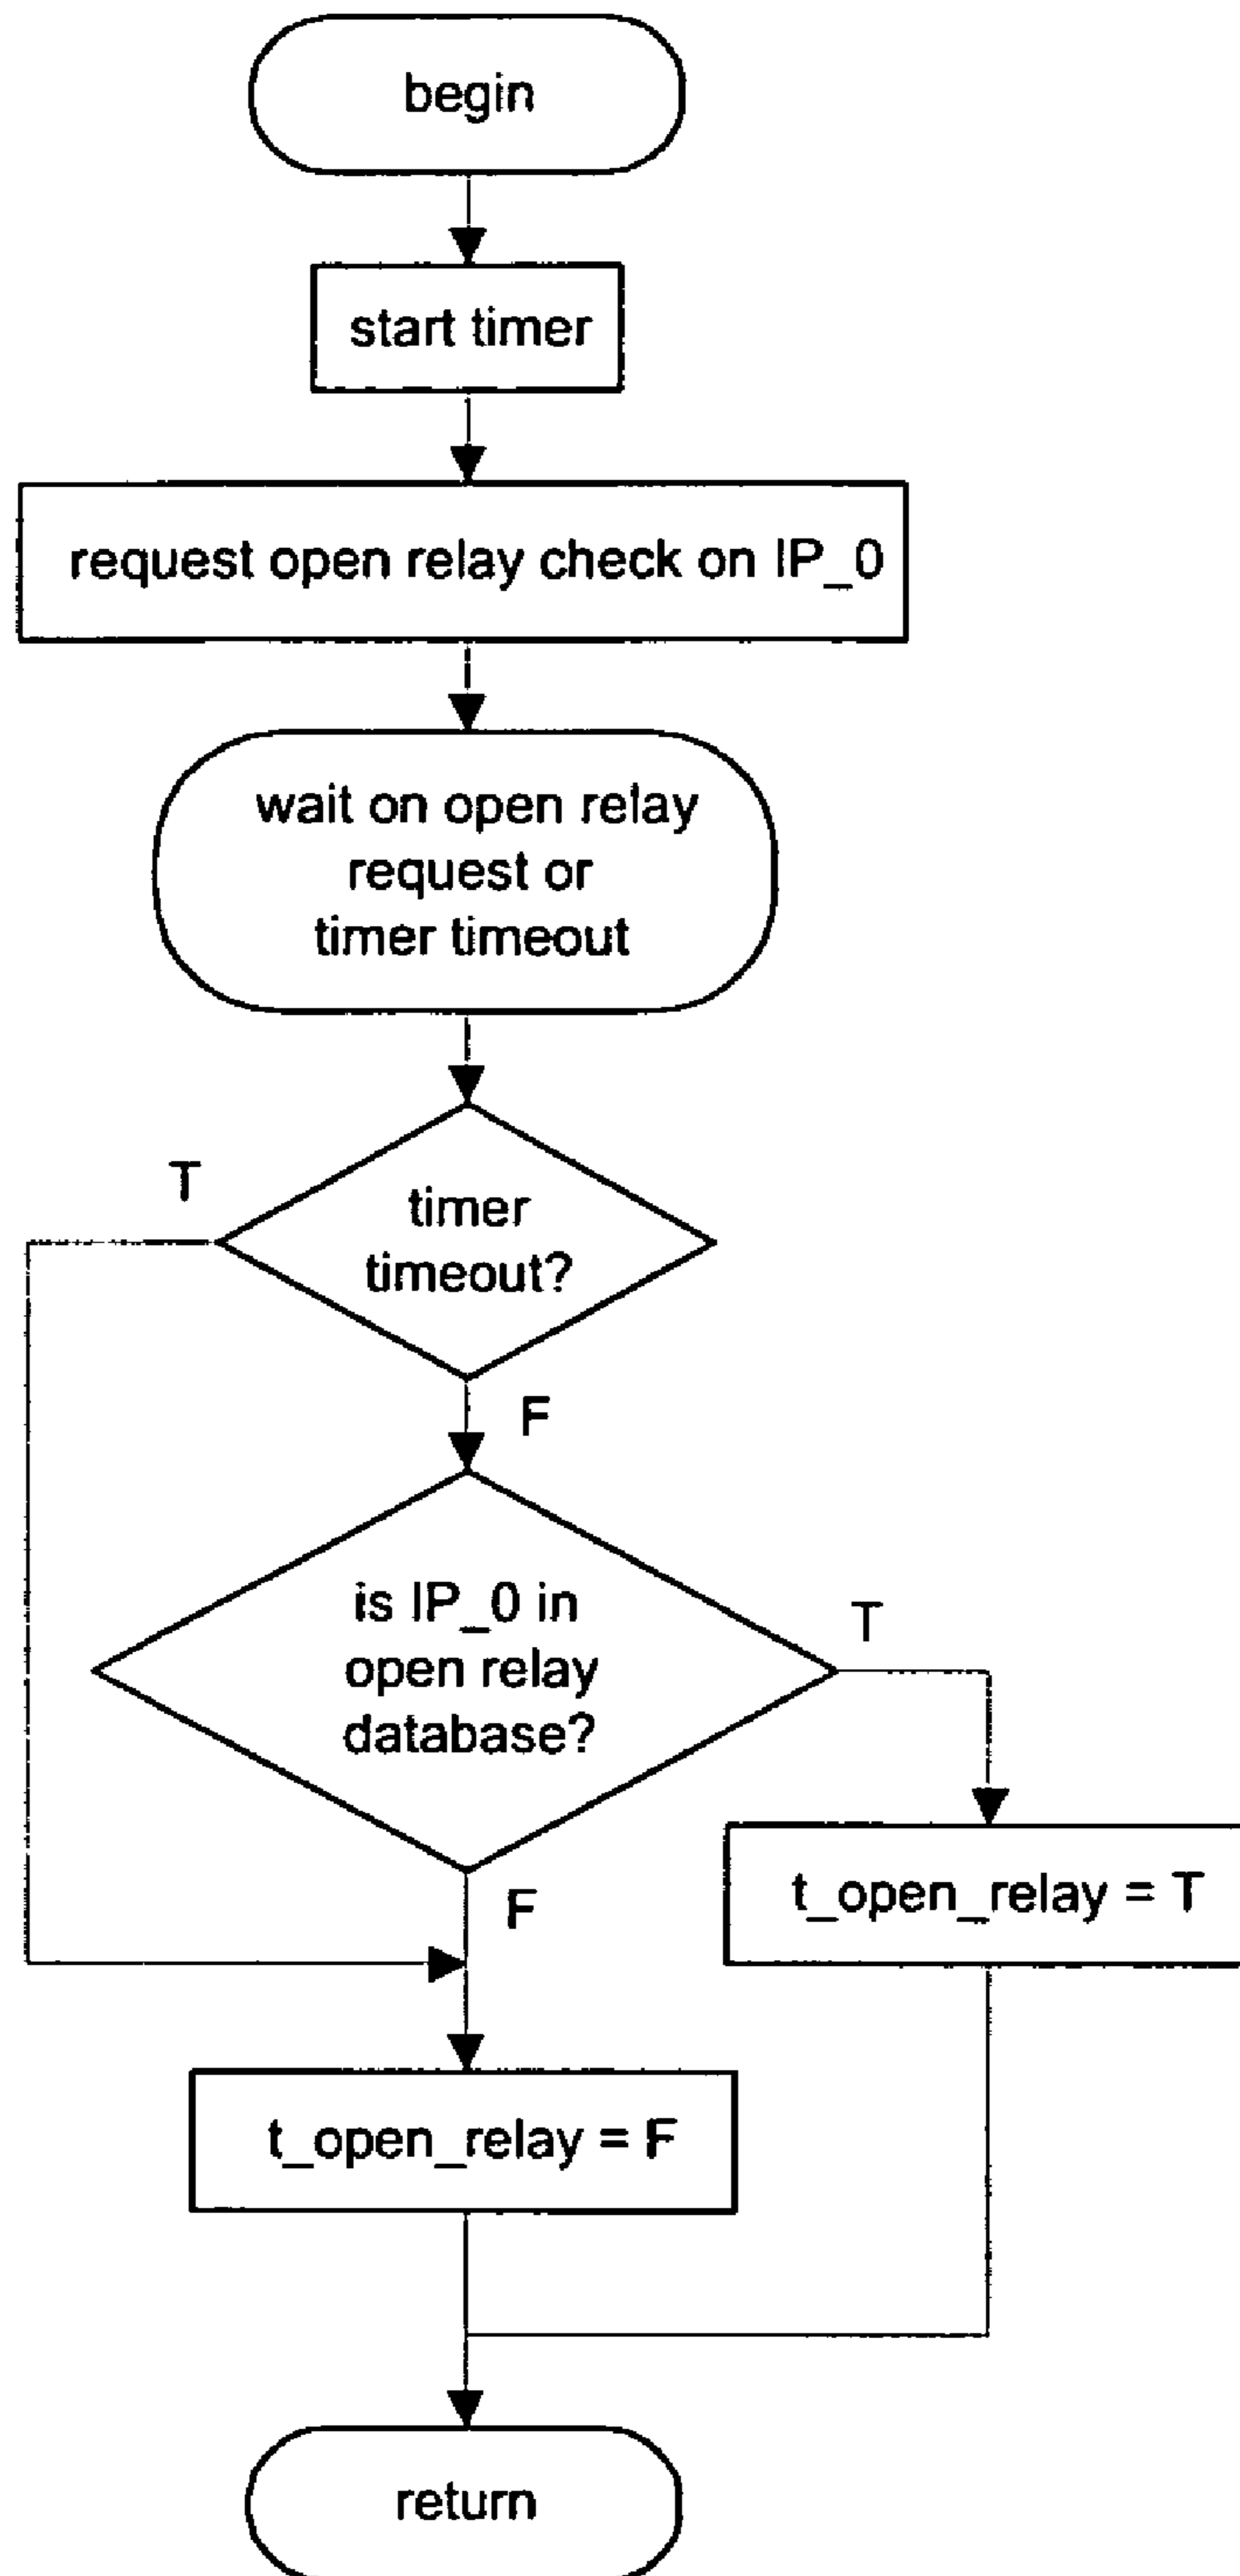 begin
start timer
request open relay check on IP_0
wait on open relay
request or
timer timeout
T
timer
timeout?
F
is IP_0 in
open relay
database?
T
t_open_relay = T
F
t_open_relay = F
return